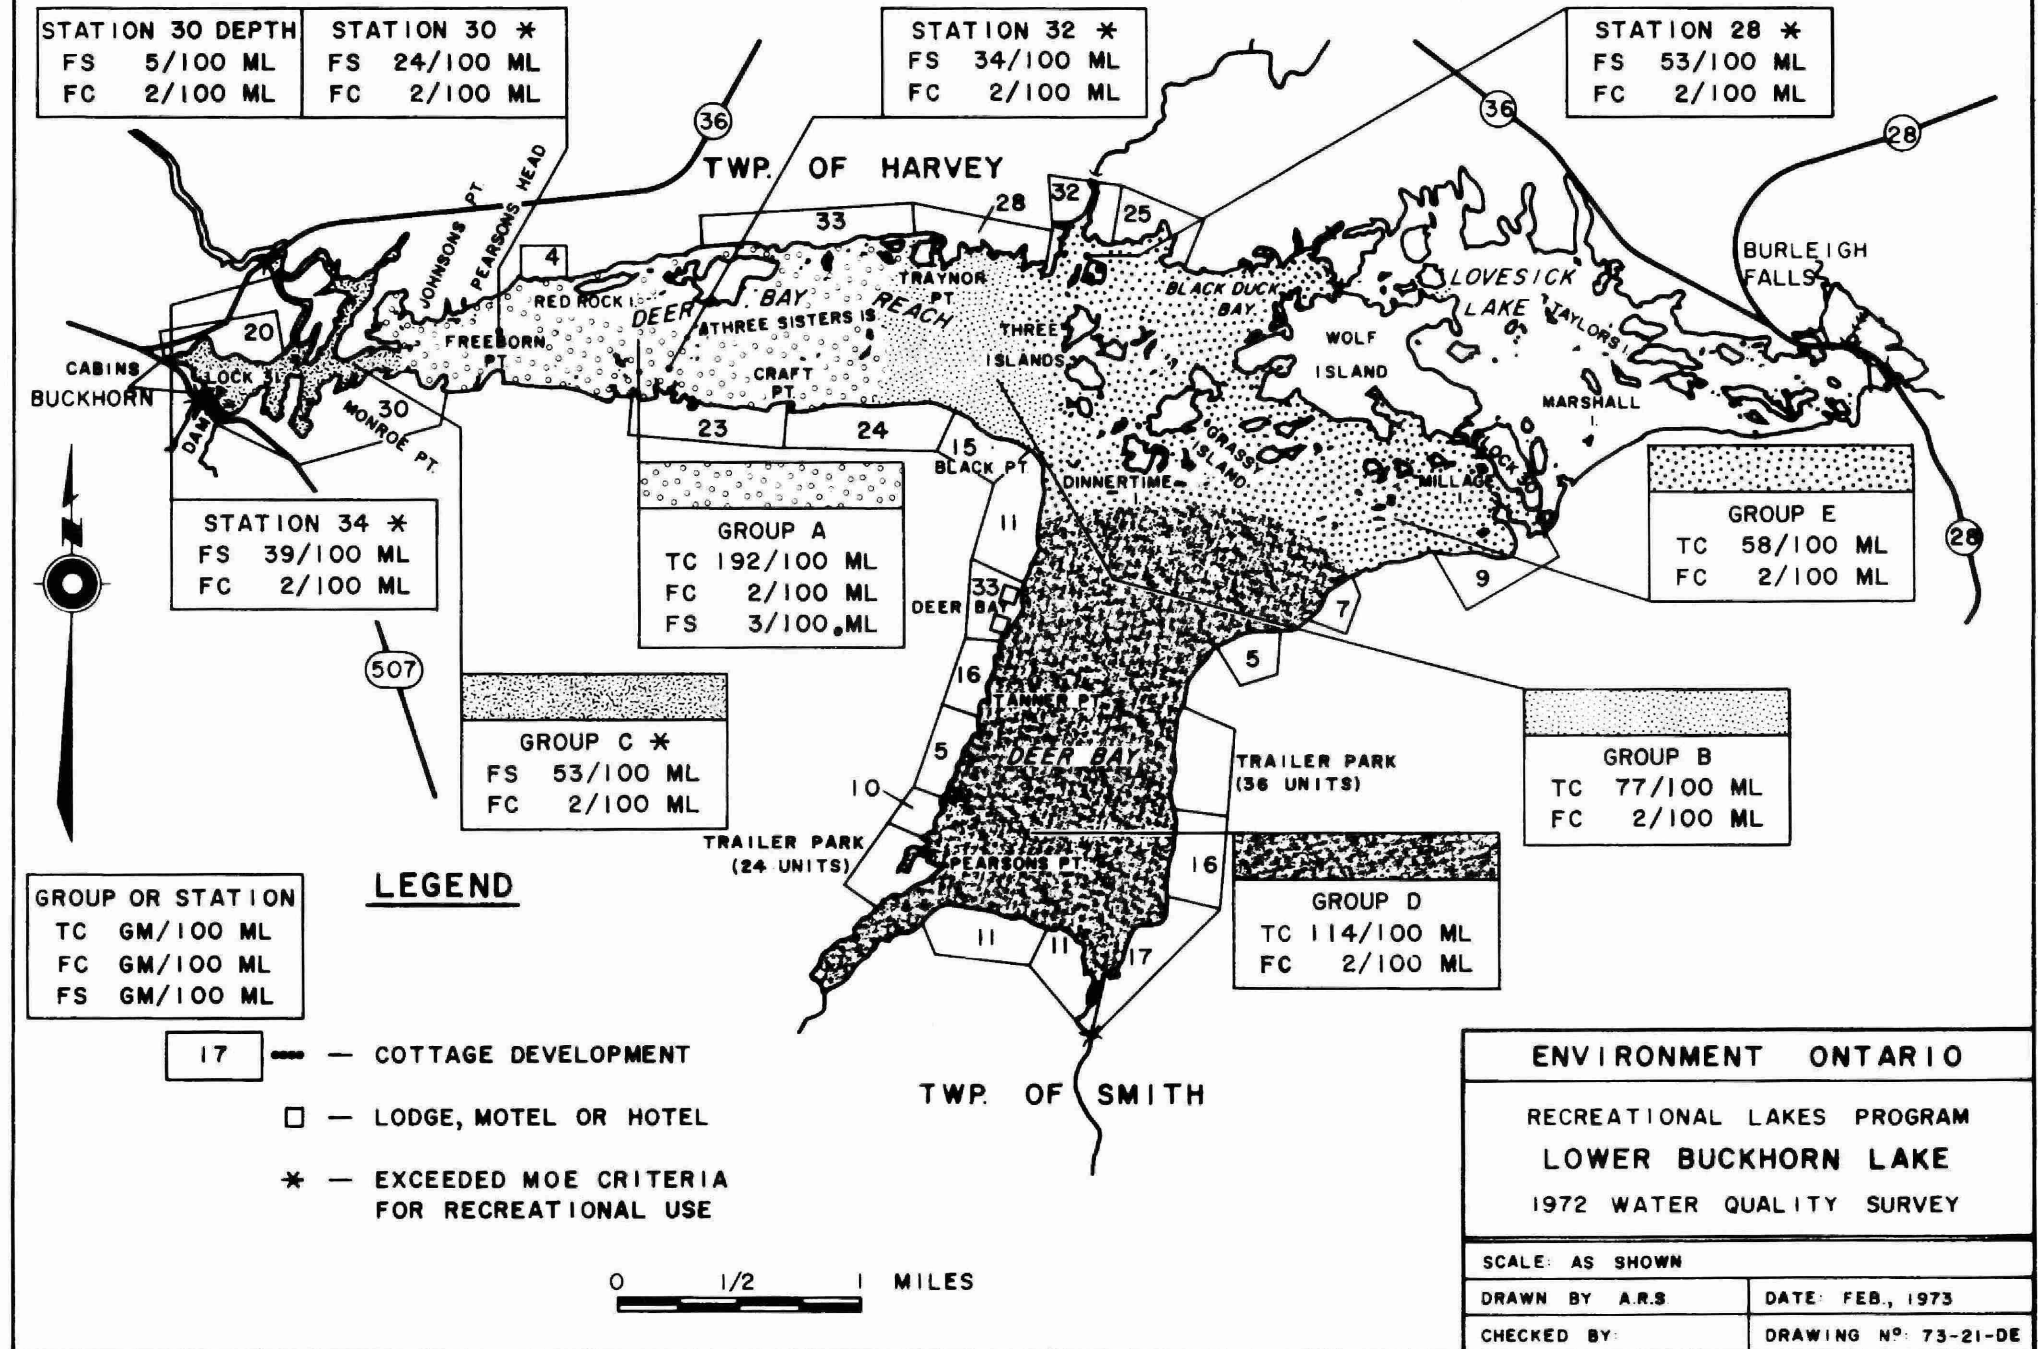 STATION 30 DEPTH
FS 5/100 ML
FC 2/100 ML
STATION 30 *
FS 24/100 ML
FC 2/100 ML
STATION 32 *
FS 34/100 ML
FC 2/100 ML
STATION 28 *
FS 53/100 ML
FC 2/100 ML
36
TWP. OF HARVEY
36
28
JOHNSONS PT.
PEARSONS HEAD
4
33
28
32
25
BURLEIGH
FALLS
RED ROCK I.
DEER BAY REACH
THREE SISTERS IS
TRAYNOR
PT.
BLACK DUCK
BAY
LOVESICK
LAKE
TAYLORS I.
THREE
ISLANDS
WOLF
ISLAND
MARSHALL
I.
20
CABINS
BUCKHORN
LOCK 31
DAM
30
MONROE PT.
FREEBORN
PT.
CRAFT
PT.
23
24
15
BLACK PT.
GRASSY
ISLAND
DINNERTIME
I.
MILLAGE
I.
LOCK 30
11
33
DEER BAY
16
5
10
9
7
5
28
STATION 34 *
FS 39/100 ML
FC 2/100 ML
GROUP A
TC 192/100 ML
FC 2/100 ML
FS 3/100 ML
GROUP E
TC 58/100 ML
FC 2/100 ML
507
GROUP C *
FS 53/100 ML
FC 2/100 ML
TANNER PT.
DEER BAY
TRAILER PARK
(36 UNITS)
GROUP B
TC 77/100 ML
FC 2/100 ML
TRAILER PARK
(24 UNITS)
PEARSONS PT.
16
11
11
17
GROUP D
TC 114/100 ML
FC 2/100 ML
GROUP OR STATION
TC GM/100 ML
FC GM/100 ML
FS GM/100 ML
LEGEND
17 — COTTAGE DEVELOPMENT
— LODGE, MOTEL OR HOTEL
* — EXCEEDED MOE CRITERIA
FOR RECREATIONAL USE
TWP. OF SMITH
0 1/2 1 MILES
N
ENVIRONMENT ONTARIO
RECREATIONAL LAKES PROGRAM
LOWER BUCKHORN LAKE
1972 WATER QUALITY SURVEY
SCALE: AS SHOWN
DRAWN BY A.R.S.
DATE: FEB., 1973
CHECKED BY:
DRAWING Nº: 73-21-DE